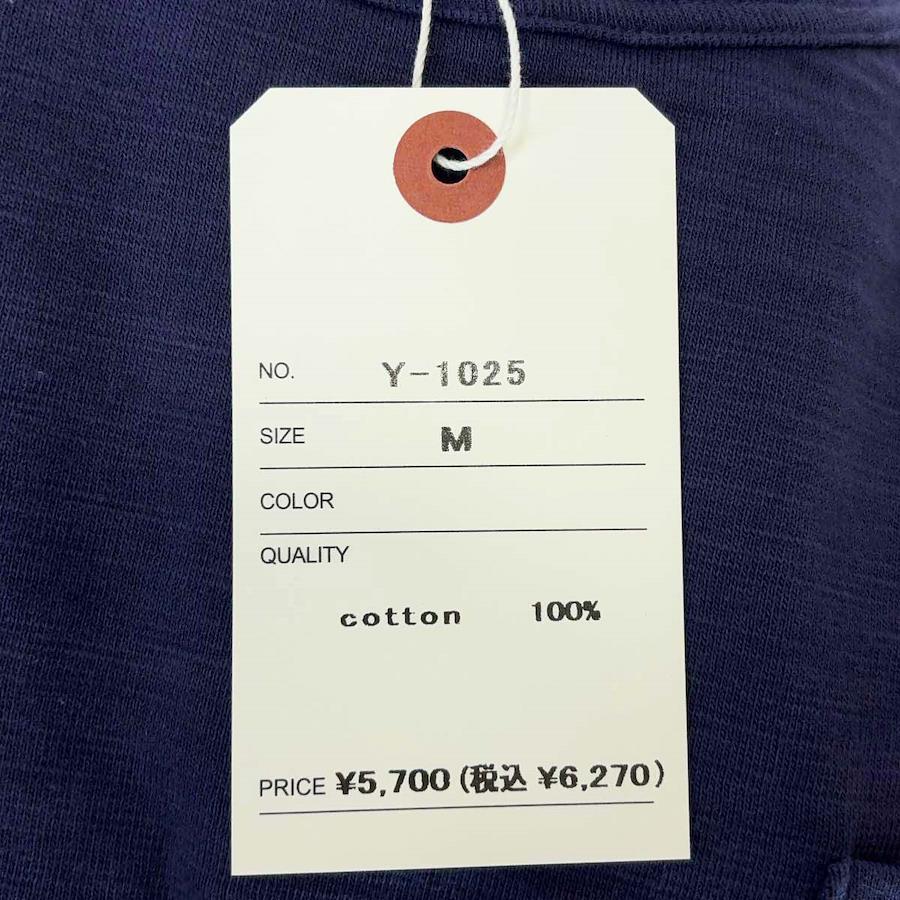 NO. Y-1025
SIZE M
COLOR
QUALITY
cotton 100%
PRICE ¥5,700 (税込 ¥6,270)